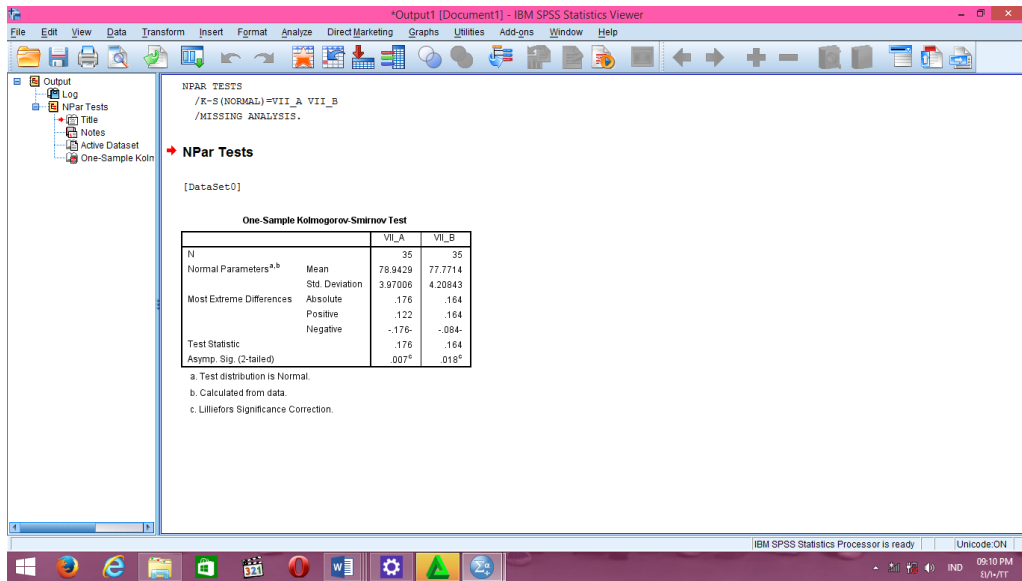 *Output1 [Document1] - IBM SPSS Statistics Viewer
File Edit View Data Transform Insert Format Analyze Direct Marketing Graphs Utilities Add-ons Window Help
Output
Log
NPar Tests
Title
Notes
Active Dataset
One-Sample Kolm
NPAR TESTS
/K-S(NORMAL)=VII_A VII_B
/MISSING ANALYSIS.
NPar Tests
[DataSet0]
One-Sample Kolmogorov-Smirnov Test
VII_A VII_B
N 35 35
Normal Parameters a,b Mean 78.9429 77.7714
Std. Deviation 3.97006 4.20843
Most Extreme Differences Absolute .176 .164
Positive .122 .164
Negative -.176- -.084-
Test Statistic .176 .164
Asymp. Sig. (2-tailed) .007c .018c
a. Test distribution is Normal.
b. Calculated from data.
c. Lilliefors Significance Correction.
IBM SPSS Statistics Processor is ready Unicode:ON
321
IND
09:10 PM